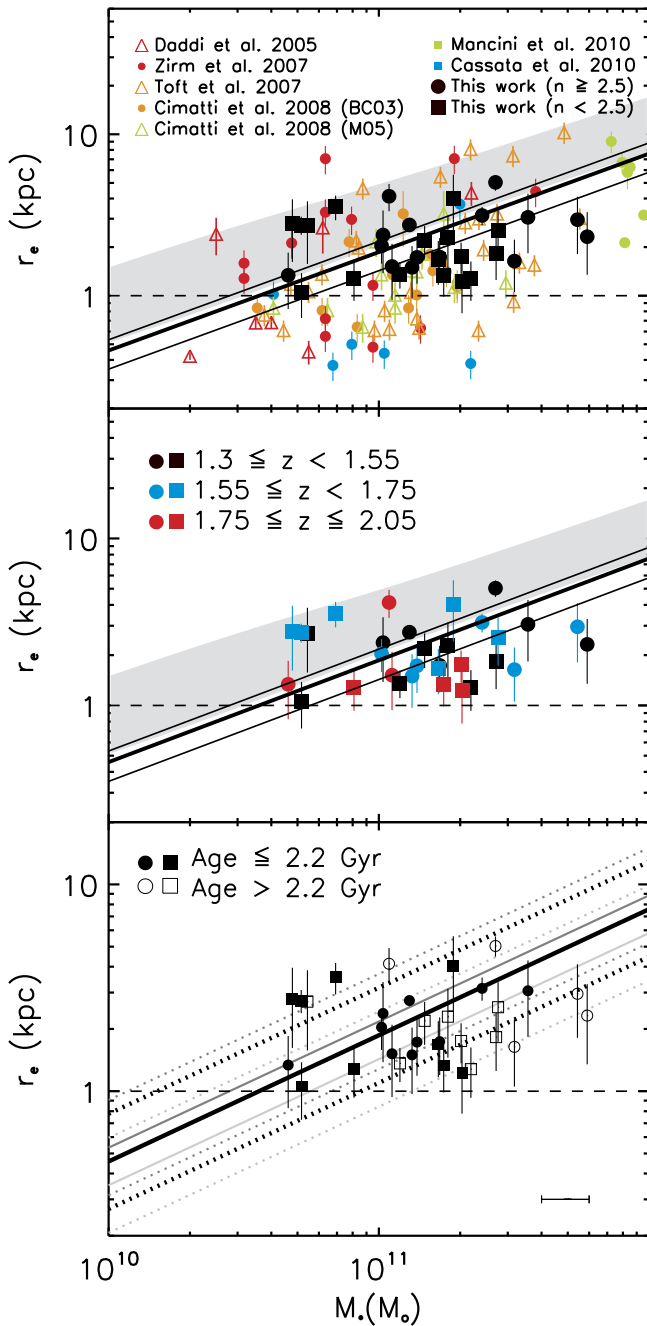 Daddi et al. 2005
Zirm et al. 2007
Toft et al. 2007
Cimatti et al. 2008 (BC03)
Cimatti et al. 2008 (M05)
Mancini et al. 2010
Cassata et al. 2010
This work (n ≧ 2.5)
This work (n < 2.5)
10
1
r_e (kpc)
1.3 ≦ z < 1.55
1.55 ≦ z < 1.75
1.75 ≦ z ≦ 2.05
10
1
r_e (kpc)
Age ≦ 2.2 Gyr
Age > 2.2 Gyr
10
1
r_e (kpc)
10^10 10^11
M_*(M_o)